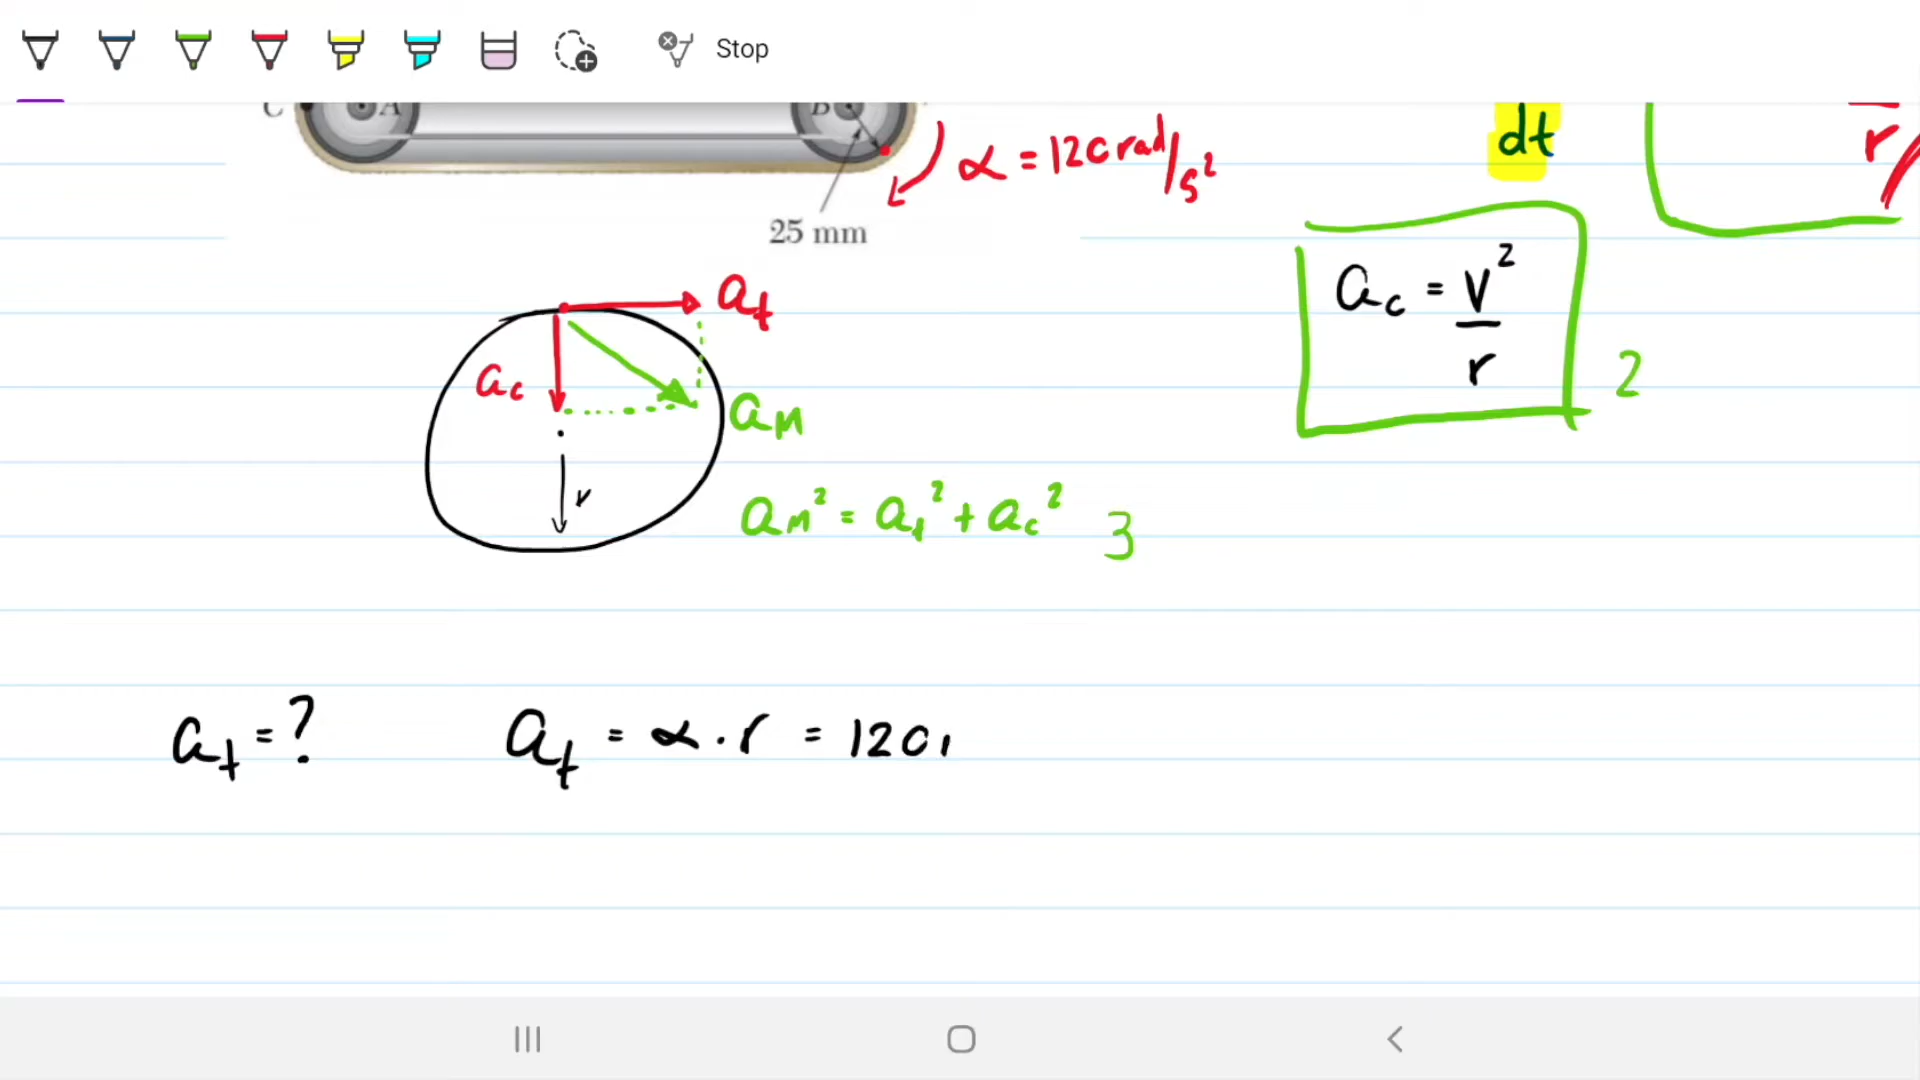 Stop
C A B
α = 120 rad/s²
25 mm
dt
r
a_t
a_c
a_M
r
a_c = v²/r
2
a_M² = a_t² + a_c² 3
a_t = ? a_t = α . r = 120